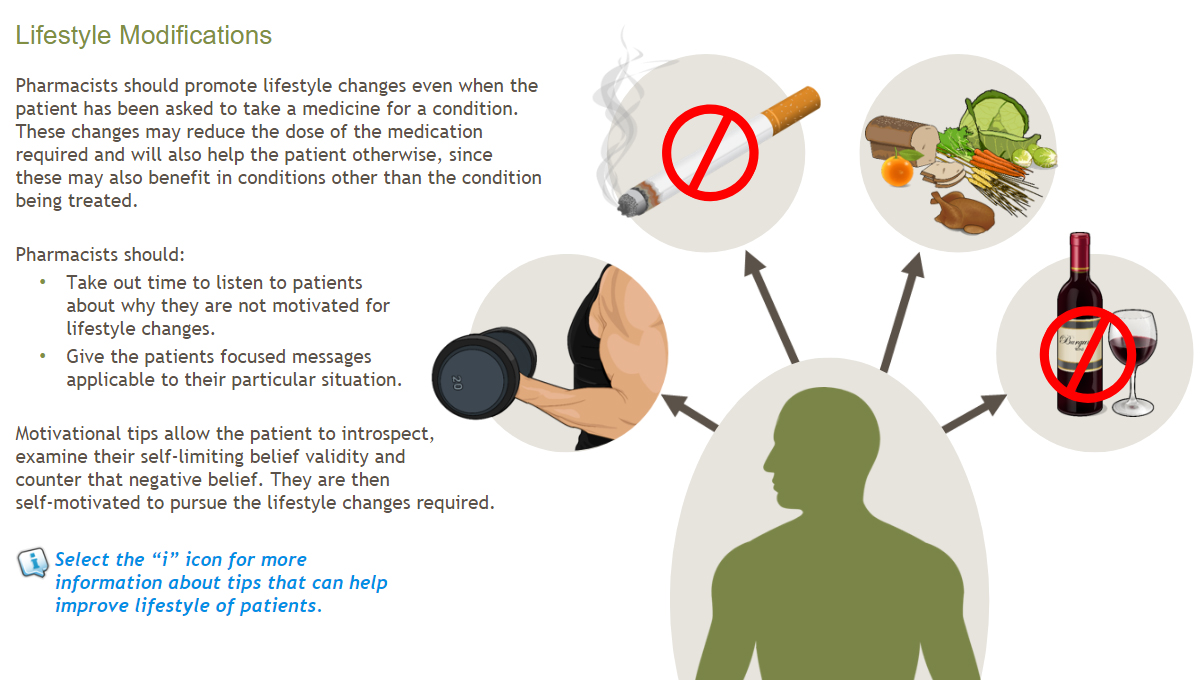 Lifestyle Modifications
Pharmacists should promote lifestyle changes even when the
patient has been asked to take a medicine for a condition.
These changes may reduce the dose of the medication
required and will also help the patient otherwise, since
these may also benefit in conditions other than the condition
being treated.
Pharmacists should:
• Take out time to listen to patients
about why they are not motivated for
lifestyle changes.
• Give the patients focused messages
applicable to their particular situation.
Motivational tips allow the patient to introspect,
examine their self-limiting belief validity and
counter that negative belief. They are then
self-motivated to pursue the lifestyle changes required.
i
Select the “i” icon for more
information about tips that can help
improve lifestyle of patients.
20